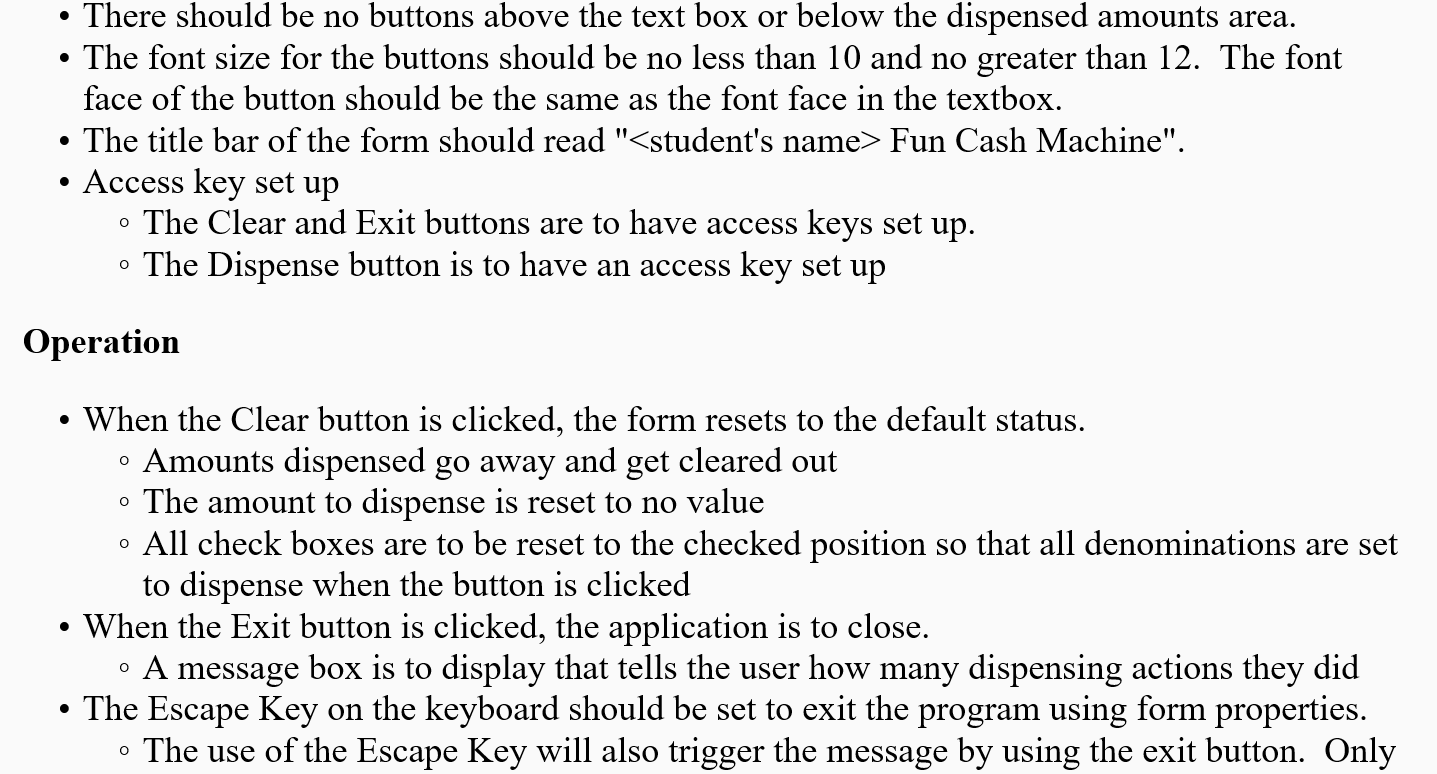 • There should be no buttons above the text box or below the dispensed amounts area.
• The font size for the buttons should be no less than 10 and no greater than 12.  The font
face of the button should be the same as the font face in the textbox.
• The title bar of the form should read "<student's name> Fun Cash Machine".
• Access key set up
◦ The Clear and Exit buttons are to have access keys set up.
◦ The Dispense button is to have an access key set up
Operation
• When the Clear button is clicked, the form resets to the default status.
◦ Amounts dispensed go away and get cleared out
◦ The amount to dispense is reset to no value
◦ All check boxes are to be reset to the checked position so that all denominations are set
to dispense when the button is clicked
• When the Exit button is clicked, the application is to close.
◦ A message box is to display that tells the user how many dispensing actions they did
• The Escape Key on the keyboard should be set to exit the program using form properties.
◦ The use of the Escape Key will also trigger the message by using the exit button.  Only